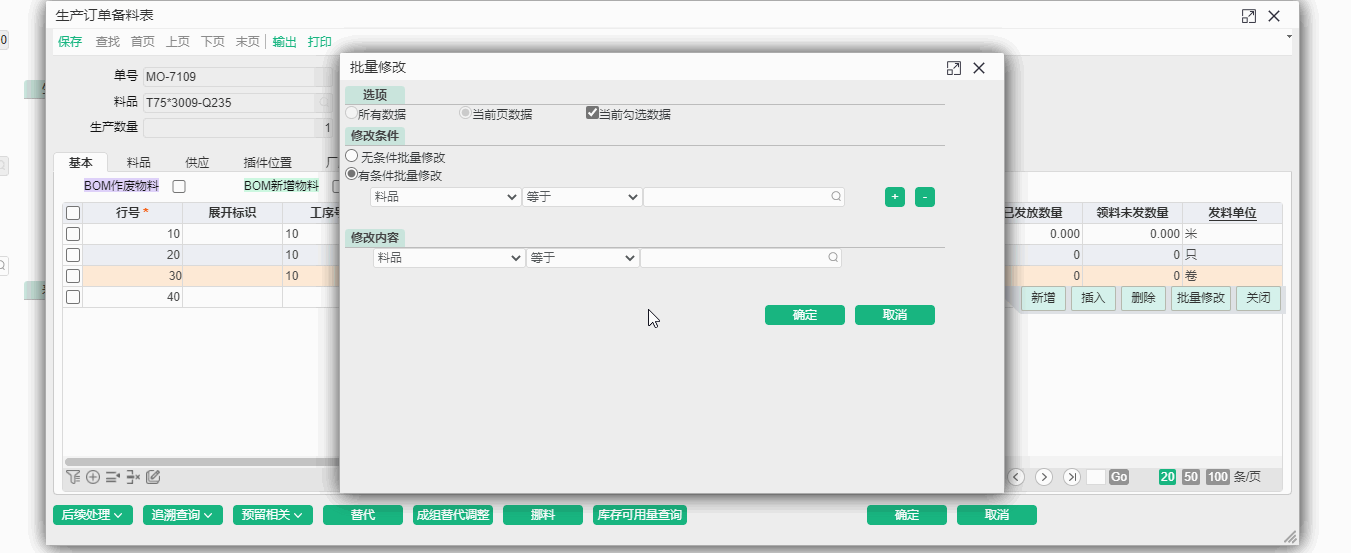 生产订单备料表
保存 查找 首页 上页 下页 末页 输出 打印
单号 MO-7109
料品 T75*3009-Q235
生产数量 1
基本 料品 供应 插件位置
BOM作废物料 BOM新增物料
行号 * 展开标识 工序号 已发放数量 领料未发数量 发料单位
10 10 0.000 0.000 米
20 10 0 0 只
30 10 0 0 卷
40
新增 插入 删除 批量修改 关闭
批量修改
选项
所有数据 当前页数据 当前勾选数据
修改条件
无条件批量修改
有条件批量修改
料品 等于 + -
修改内容
料品 等于
确定 取消
Go 20 50 100 条/页
后续处理 追溯查询 预留相关 替代 成组替代调整 挪料 库存可用量查询 确定 取消